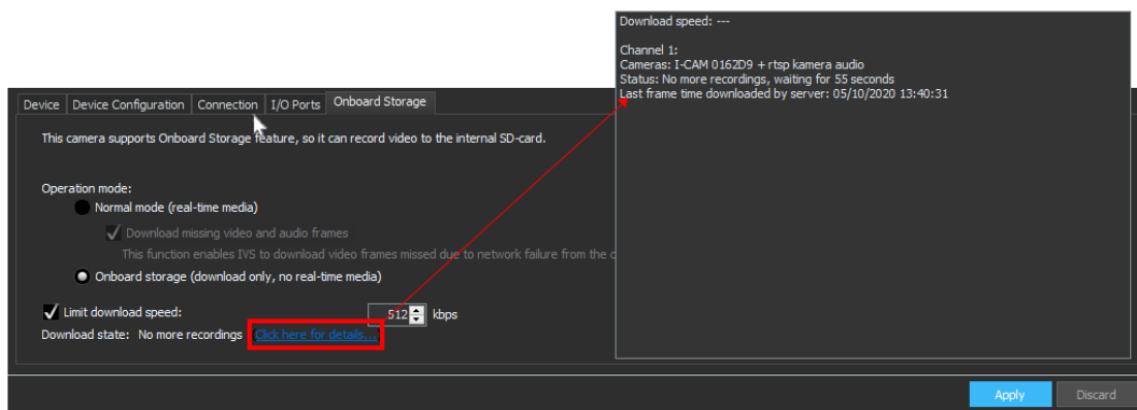 Download speed: ---
Channel 1:
Cameras: I-CAM 0162D9 + rtsp kamera audio
Status: No more recordings, waiting for 55 seconds
Last frame time downloaded by server: 05/10/2020 13:40:31
Device Device Configuration Connection I/O Ports Onboard Storage
This camera supports Onboard Storage feature, so it can record video to the internal SD-card.
Operation mode:
Normal mode (real-time media)
Download missing video and audio frames
This function enables IVS to download video frames missed due to network failure from the
Onboard storage (download only, no real-time media)
Limit download speed: 512 kbps
Download state: No more recordings Click here for details...
Apply Discard